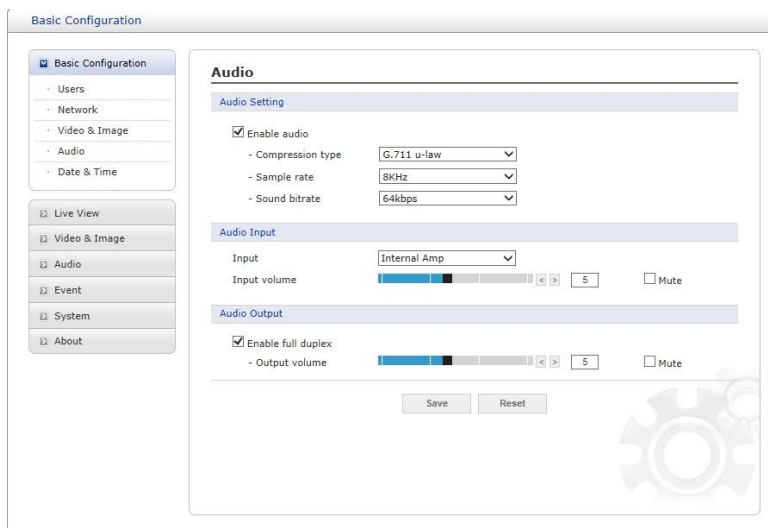 Basic Configuration
Basic Configuration
Users
Network
Video & Image
Audio
Date & Time
Live View
Video & Image
Audio
Event
System
About
Audio
Audio Setting
Enable audio
- Compression type G.711 u-law
- Sample rate 8KHz
- Sound bitrate 64kbps
Audio Input
Input Internal Amp
Input volume < > 5 Mute
Audio Output
Enable full duplex
- Output volume < > 5 Mute
Save Reset